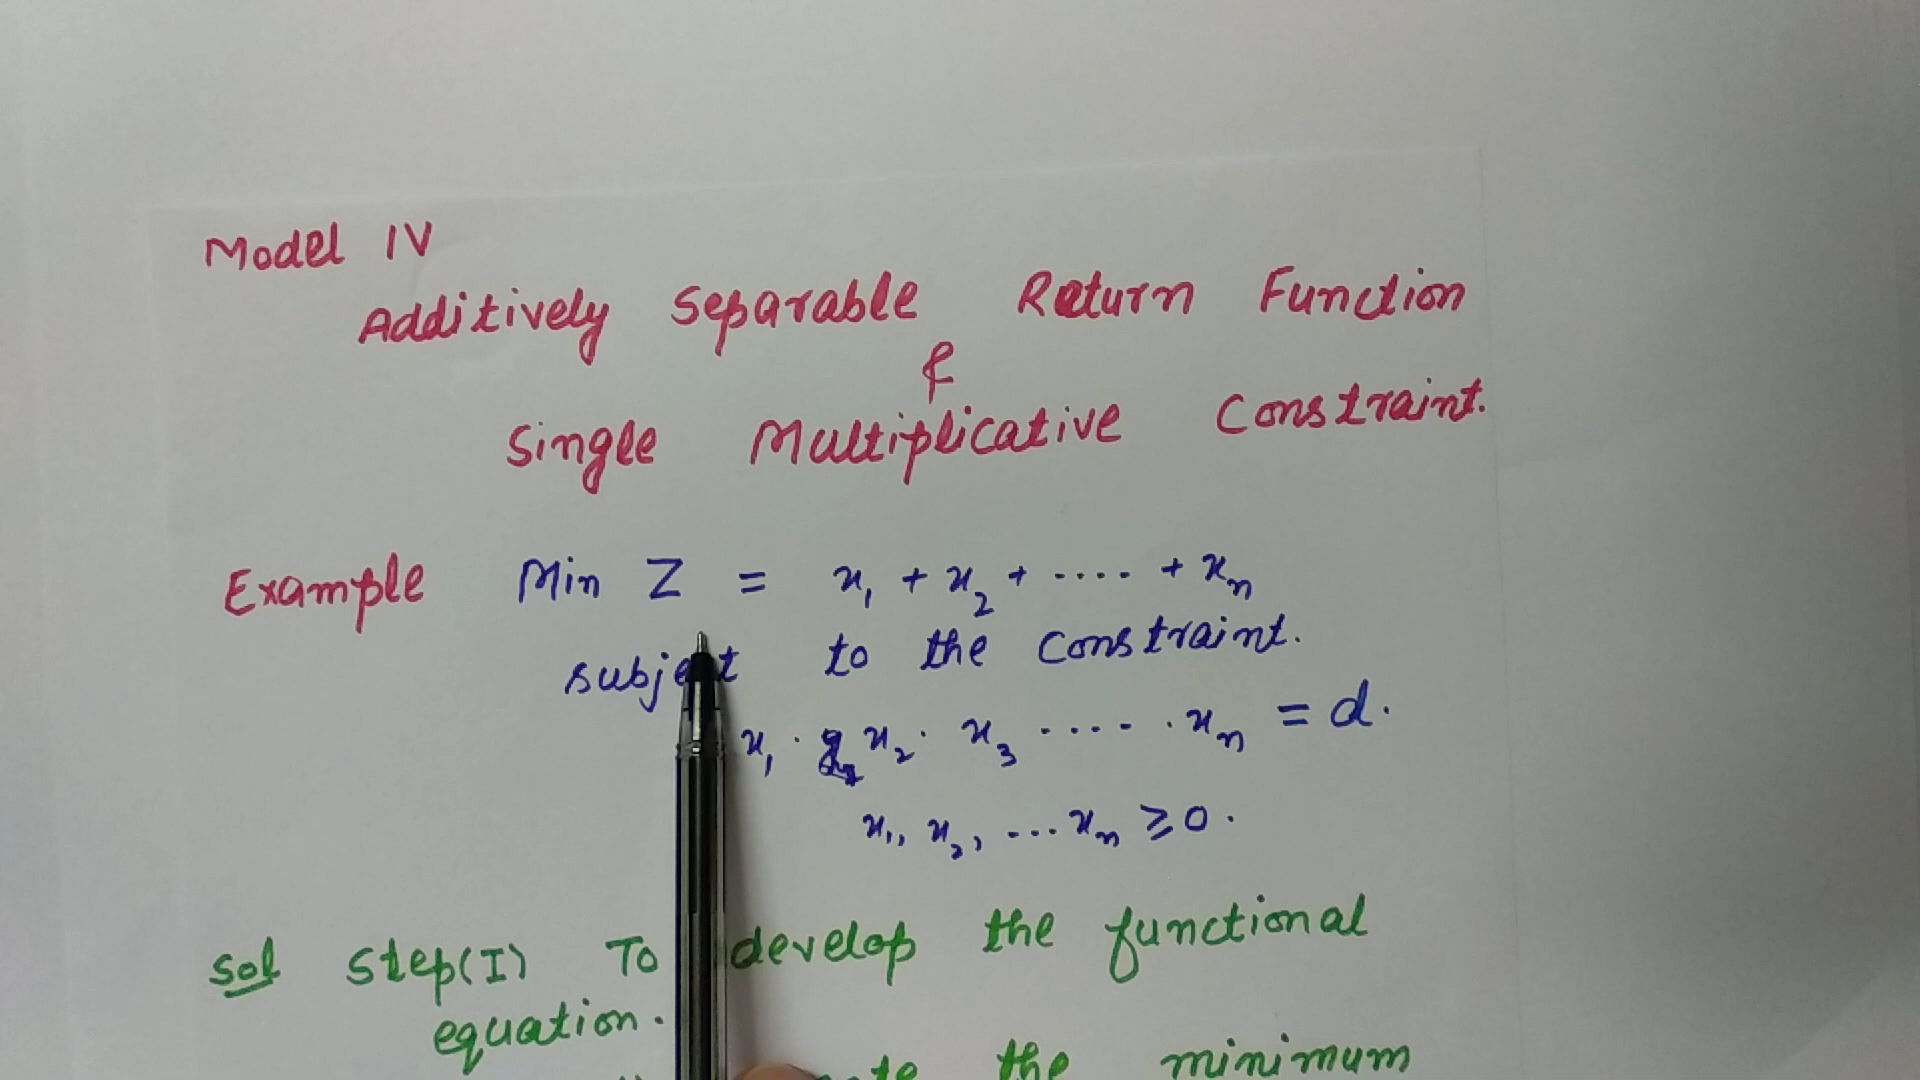 Model IV
Additively Separable Return Function
&
Single Multiplicative Constraint.
Example Min Z = x₁ + x₂ + .... + xₙ
subject to the constraint.
x₁ . x₂ . x₃ ..... . xₙ = d.
x₁, x₂, ... xₙ ≥ 0.
Sol Step(I) To develop the functional
equation.
the minimum